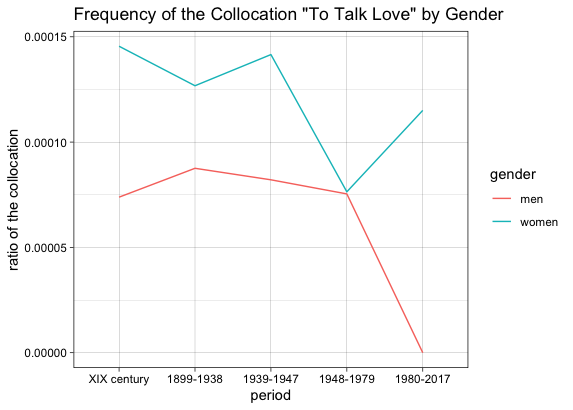 Frequency of the Collocation "To Talk Love" by Gender
ratio of the collocation
0.00015
0.00010
0.00005
0.00000
XIX century 1899-1938 1939-1947 1948-1979 1980-2017
period
gender
men
women